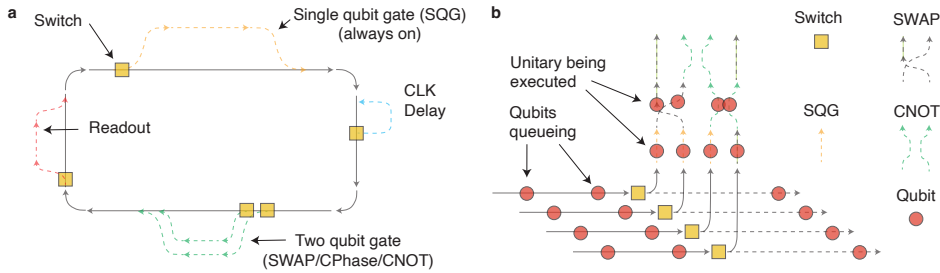 a
Switch
Single qubit gate (SQG)
(always on)
CLK
Delay
Readout
Two qubit gate
(SWAP/CPhase/CNOT)
b
Unitary being
executed
Qubits
queueing
Switch
SWAP
SQG
CNOT
Qubit